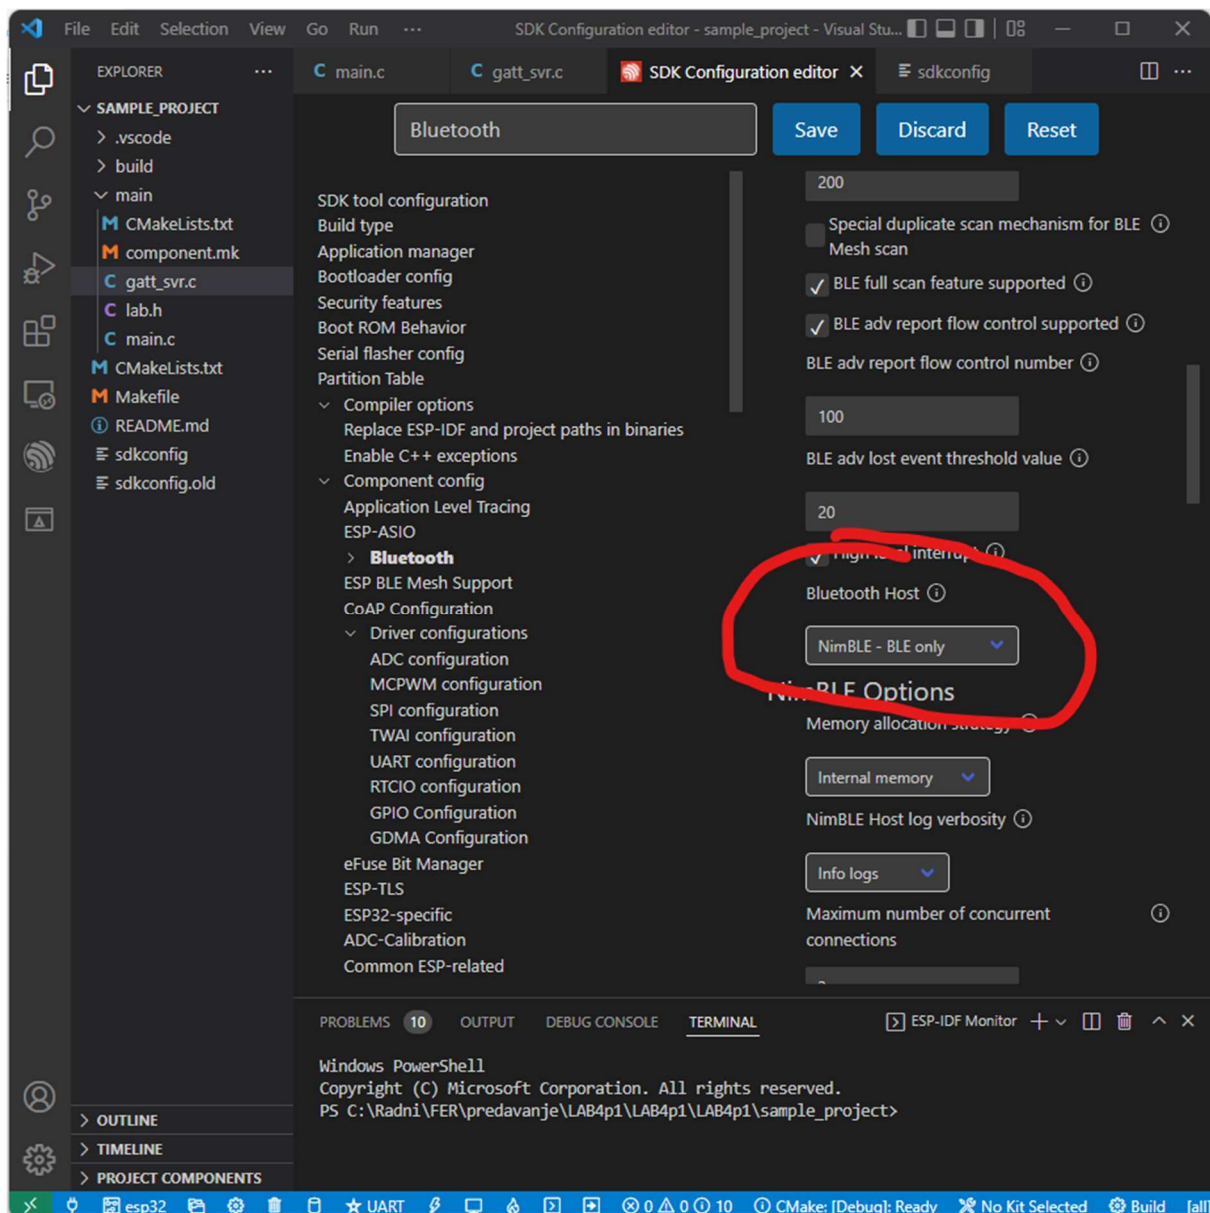 File Edit Selection View Go Run ··· SDK Configuration editor - sample_project - Visual Stu...
EXPLORER ···
SAMPLE_PROJECT
.vscode
build
main
M CMakeLists.txt
M component.mk
C gatt_svr.c
C lab.h
C main.c
M CMakeLists.txt
M Makefile
README.md
sdkconfig
sdkconfig.old
OUTLINE
TIMELINE
PROJECT COMPONENTS
C main.c C gatt_svr.c SDK Configuration editor sdkconfig ···
Bluetooth Save Discard Reset
SDK tool configuration
Build type
Application manager
Bootloader config
Security features
Boot ROM Behavior
Serial flasher config
Partition Table
Compiler options
Replace ESP-IDF and project paths in binaries
Enable C++ exceptions
Component config
Application Level Tracing
ESP-ASIO
Bluetooth
ESP BLE Mesh Support
CoAP Configuration
Driver configurations
ADC configuration
MCPWM configuration
SPI configuration
TWAI configuration
UART configuration
RTCIO configuration
GPIO Configuration
GDMA Configuration
eFuse Bit Manager
ESP-TLS
ESP32-specific
ADC-Calibration
Common ESP-related
200
Special duplicate scan mechanism for BLE
Mesh scan
BLE full scan feature supported
BLE adv report flow control supported
BLE adv report flow control number
100
BLE adv lost event threshold value
20
High level interrupt
Bluetooth Host
NimBLE - BLE only
NimBLE Options
Memory allocation strategy
Internal memory
NimBLE Host log verbosity
Info logs
Maximum number of concurrent
connections
PROBLEMS 10 OUTPUT DEBUG CONSOLE TERMINAL ESP-IDF Monitor
Windows PowerShell
Copyright (C) Microsoft Corporation. All rights reserved.
PS C:\Radni\FER\predavanje\LAB4p1\LAB4p1\LAB4p1\sample_project>
esp32 UART 0 0 10 CMake: [Debug]: Ready No Kit Selected Build [all]